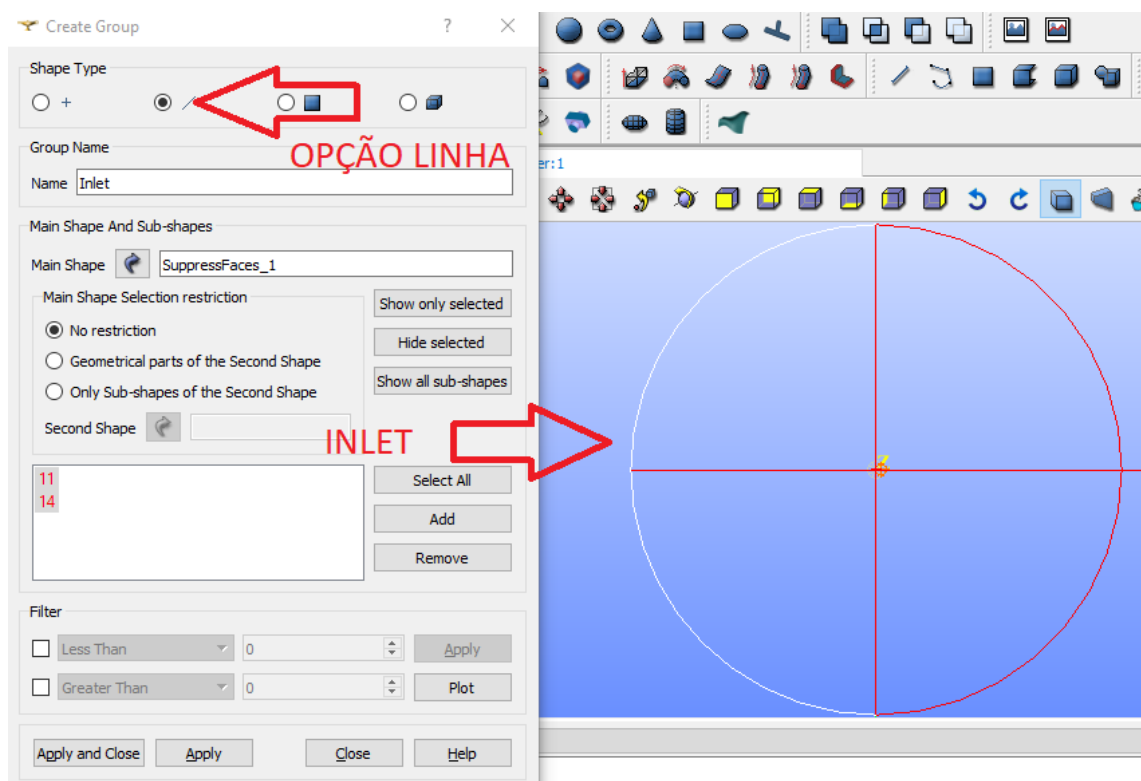 Create Group
Shape Type
OPÇÃO LINHA
Group Name
Name Inlet
er:1
Main Shape And Sub-shapes
Main Shape SuppressFaces_1
Main Shape Selection restriction
No restriction
Geometrical parts of the Second Shape
Only Sub-shapes of the Second Shape
Second Shape
Show only selected
Hide selected
Show all sub-shapes
INLET
11
14
Select All
Add
Remove
Filter
Less Than 0 Apply
Greater Than 0 Plot
Apply and Close Apply Close Help